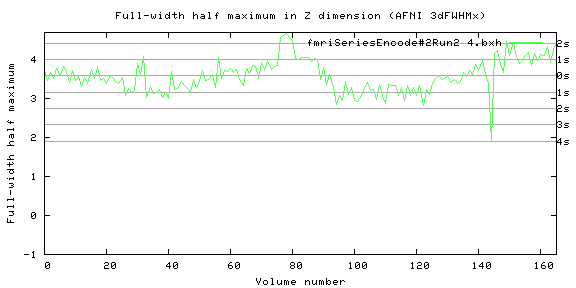 Full-width half maximum in Z dimension (AFNI 3dFWHMx)
fmriSeriesEncode#2Run2 4.bxh
Full-width half maximum
4
3
2
1
0
-1
2s
1s
0s
1s
2s
3s
4s
0 20 40 60 80 100 120 140 160
Volume number